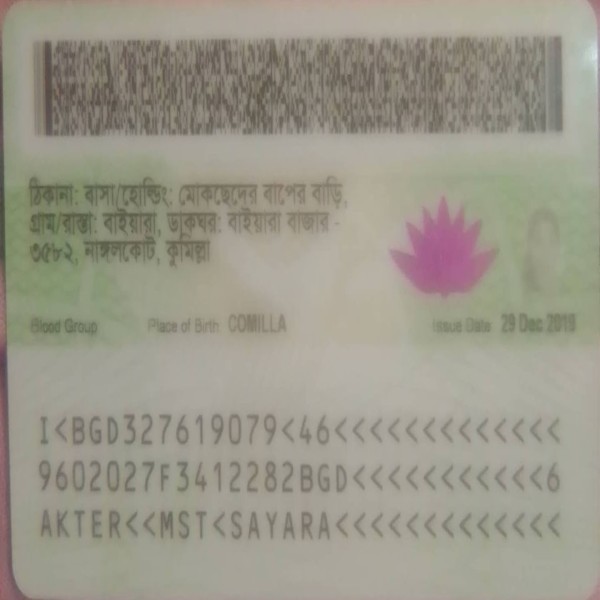 ঠিকানা: বাসা/হোল্ডিং: মোকছেদের বাপের বাড়ি,
গ্রাম/রাস্তা: বাইয়ারা, ডাকঘর: বাইয়ারা বাজার -
৩৫৮২, নাঙ্গলকোট, কুমিল্লা
Blood Group Place of Birth COMILLA Issue Date 29 Dec 2019
I<BGD327619079<46<<<<<<<<<<<<<
9602027F3412282BGD<<<<<<<<<<<6
AKTER<<MST<SAYARA<<<<<<<<<<<<<